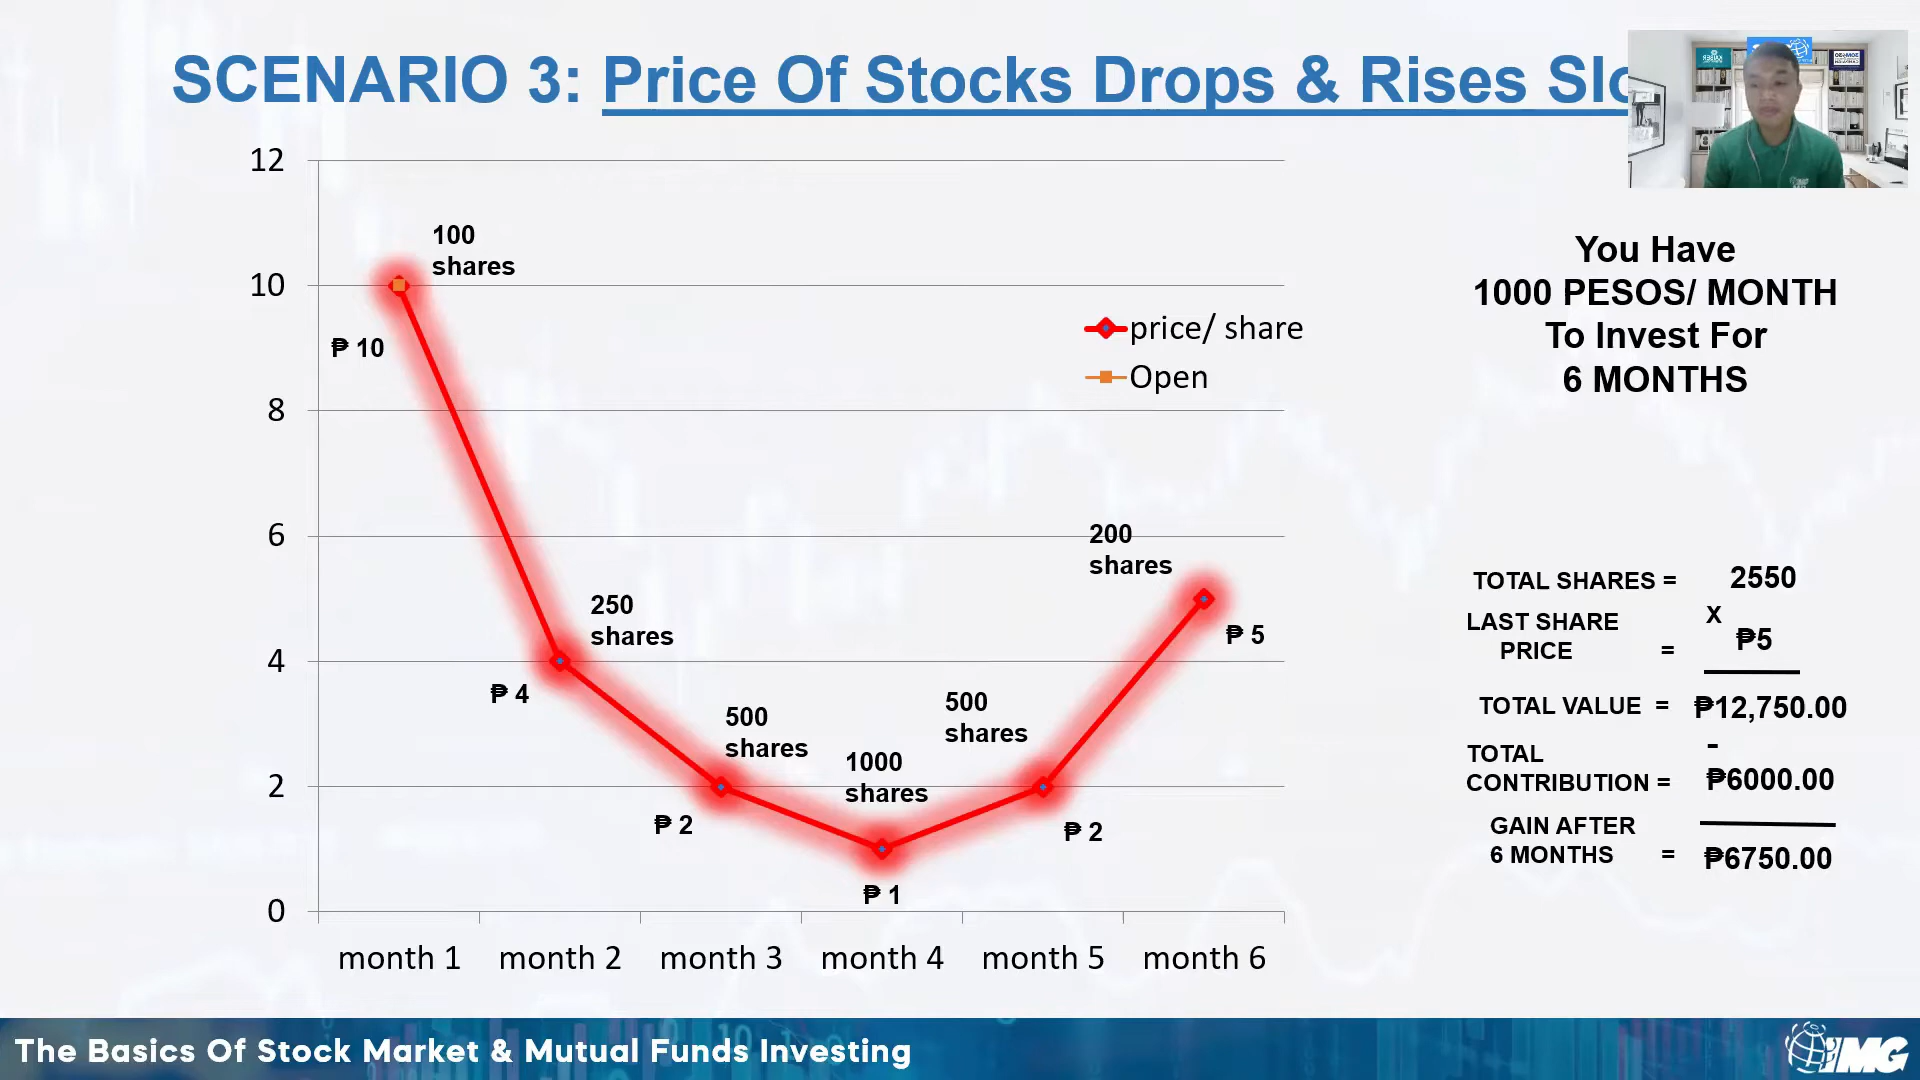 SCENARIO 3: Price Of Stocks Drops & Rises
12
10
8
6
4
2
0
100
shares
₱ 10
250
shares
₱ 4
500
shares
₱ 2
1000
shares
₱ 1
500
shares
₱ 2
200
shares
₱ 5
price/ share
Open
month 1 month 2 month 3 month 4 month 5 month 6
You Have
1000 PESOS/ MONTH
To Invest For
6 MONTHS
TOTAL SHARES = 2550
X
LAST SHARE
PRICE = ₱5
TOTAL VALUE = ₱12,750.00
-
TOTAL
CONTRIBUTION = ₱6000.00
GAIN AFTER
6 MONTHS = ₱6750.00
The Basics Of Stock Market & Mutual Funds Investing
IMG